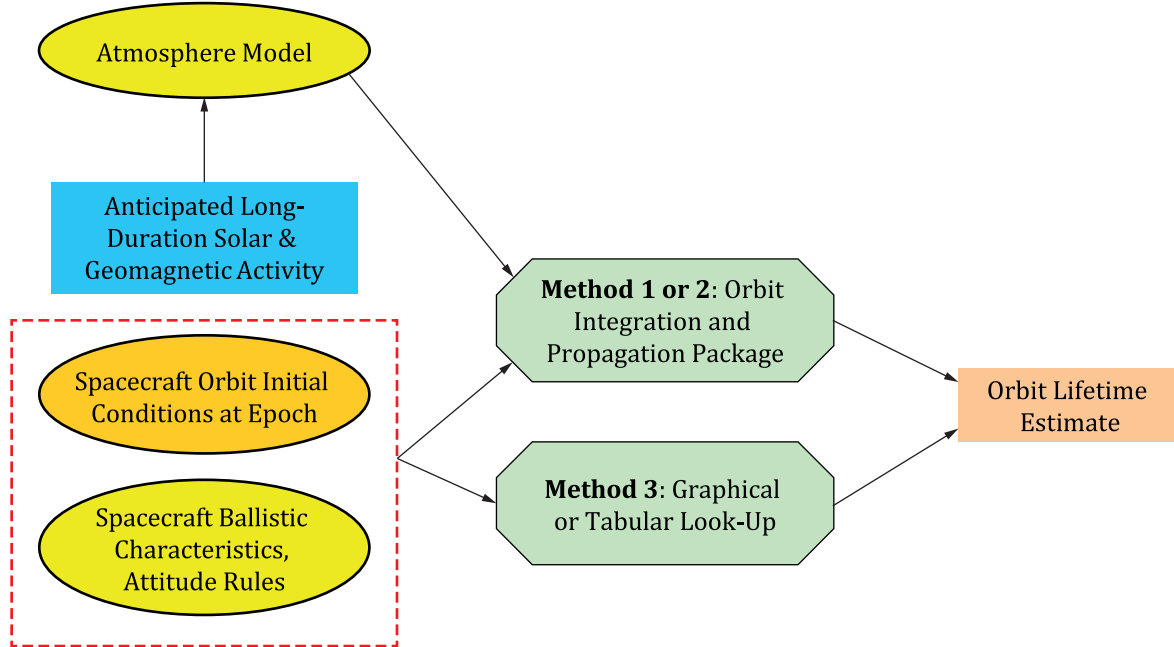 Atmosphere Model
Anticipated Long-
Duration Solar &
Geomagnetic Activity
Spacecraft Orbit Initial
Conditions at Epoch
Spacecraft Ballistic
Characteristics,
Attitude Rules
Method 1 or 2: Orbit
Integration and
Propagation Package
Method 3: Graphical
or Tabular Look-Up
Orbit Lifetime
Estimate